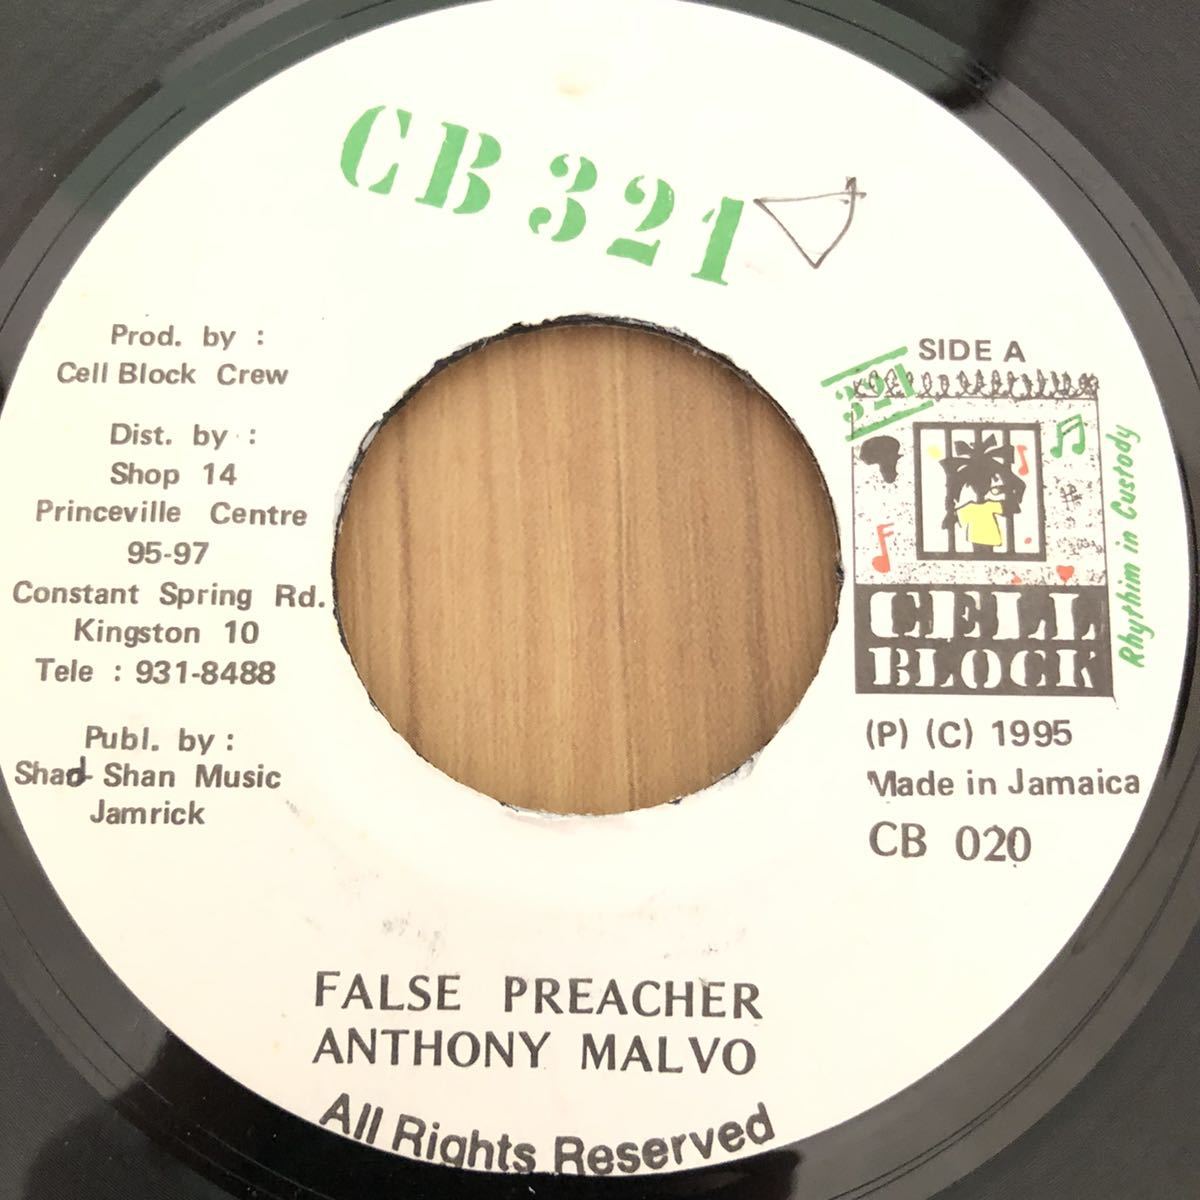 CB 321
Prod. by :
Cell Block Crew
Dist. by :
Shop 14
Princeville Centre
95-97
Constant Spring Rd.
Kingston 10
Tele : 931-8488
Publ. by :
Shad- Shan Music
Jamrick
SIDE A
321
Rhythim in Custody
CELL
BLOCK
(P) (C) 1995
Made in Jamaica
CB 020
FALSE PREACHER
ANTHONY MALVO
All Rights Reserved